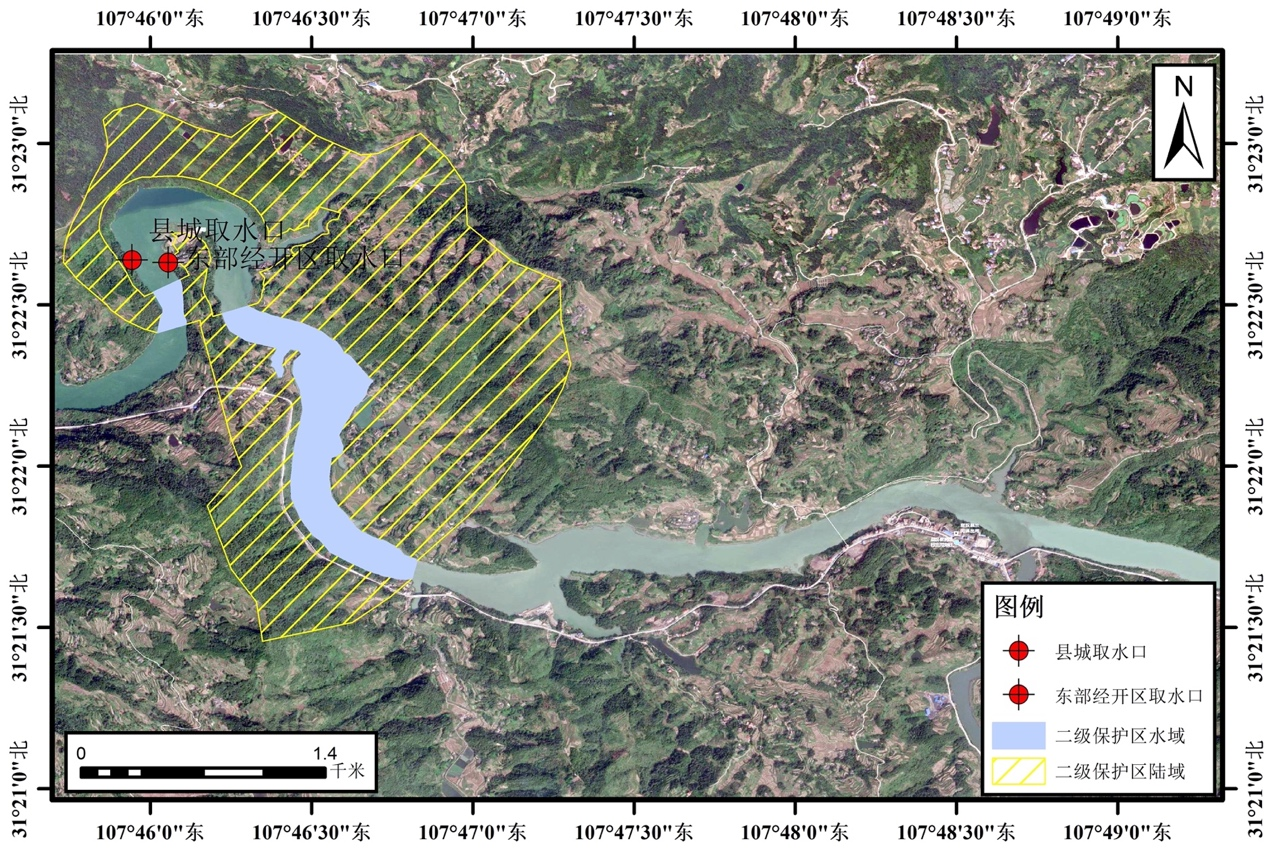 107°46'0"东 107°46'30"东 107°47'0"东 107°47'30"东 107°48'0"东 107°48'30"东 107°49'0"东
N
31°23'0"北 31°23'0"北
县城取水口
东部经开区取水口
31°22'30"北 31°22'30"北
31°22'0"北 31°22'0"北
31°21'30"北 31°21'30"北
图例
县城取水口
东部经开区取水口
二级保护区水域
二级保护区陆域
0 1.4
千米
31°21'0"北 31°21'0"北
107°46'0"东 107°46'30"东 107°47'0"东 107°47'30"东 107°48'0"东 107°48'30"东 107°49'0"东